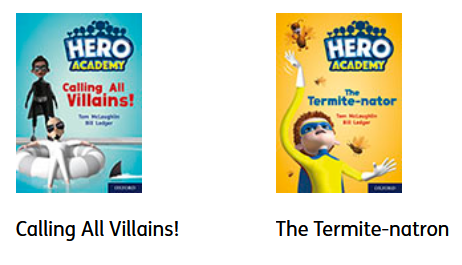 HERO
ACADEMY
Calling All
Villains!
Tom McLaughlin
Bill Ledger
OXFORD
HERO
ACADEMY
The
Termite-nator
Tom McLaughlin
Bill Ledger
OXFORD
Calling All Villains!
The Termite-natron